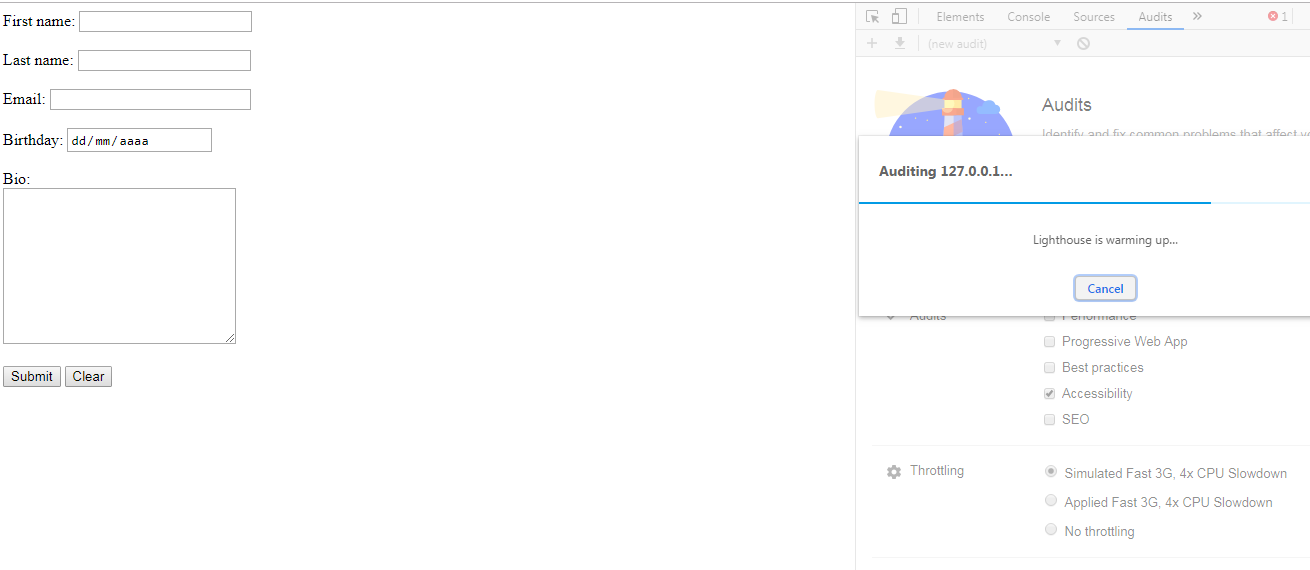 First name:
Last name:
Email:
Birthday: dd/mm/aaaa
Bio:
Submit Clear
Elements Console Sources Audits » 1
(new audit)
Audits
Identify and fix common problems that affect
Auditing 127.0.0.1...
Lighthouse is warming up...
Cancel
Audits Performance
Progressive Web App
Best practices
Accessibility
SEO
Throttling Simulated Fast 3G, 4x CPU Slowdown
Applied Fast 3G, 4x CPU Slowdown
No throttling